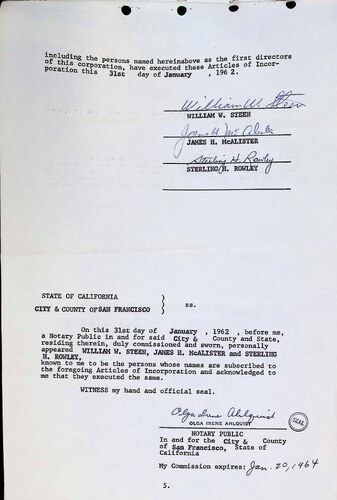 including the persons named hereinabove as the first directors
of this corporation, have executed these Articles of Incor-
poration this 31st day of January , 196 2.
William W. Steen
WILLIAM W. STEEN
James H. McAlister
JAMES H. McALISTER
Sterling H. Rowley
STERLING H. ROWLEY
STATE OF CALIFORNIA
CITY & COUNTY OF SAN FRANCISCO
ss.
On this 31st day of January , 1962 , before me,
a Notary Public in and for said City & County and State,
residing therein, duly commissioned and sworn, personally
appeared WILLIAM W. STEEN, JAMES H. McALISTER and STERLING
H. ROWLEY,
known to me to be the persons whose names are subscribed to
the foregoing Articles of Incorporation and acknowledged to
me that they executed the same.
WITNESS my hand and official seal.
Olga Irene Ahlquist
OLGA IRENE AHLQUIST
SEAL
NOTARY PUBLIC
In and for the City & County
of San Francisco, State of
California
My Commission expires: Jan. 20, 1964
5.